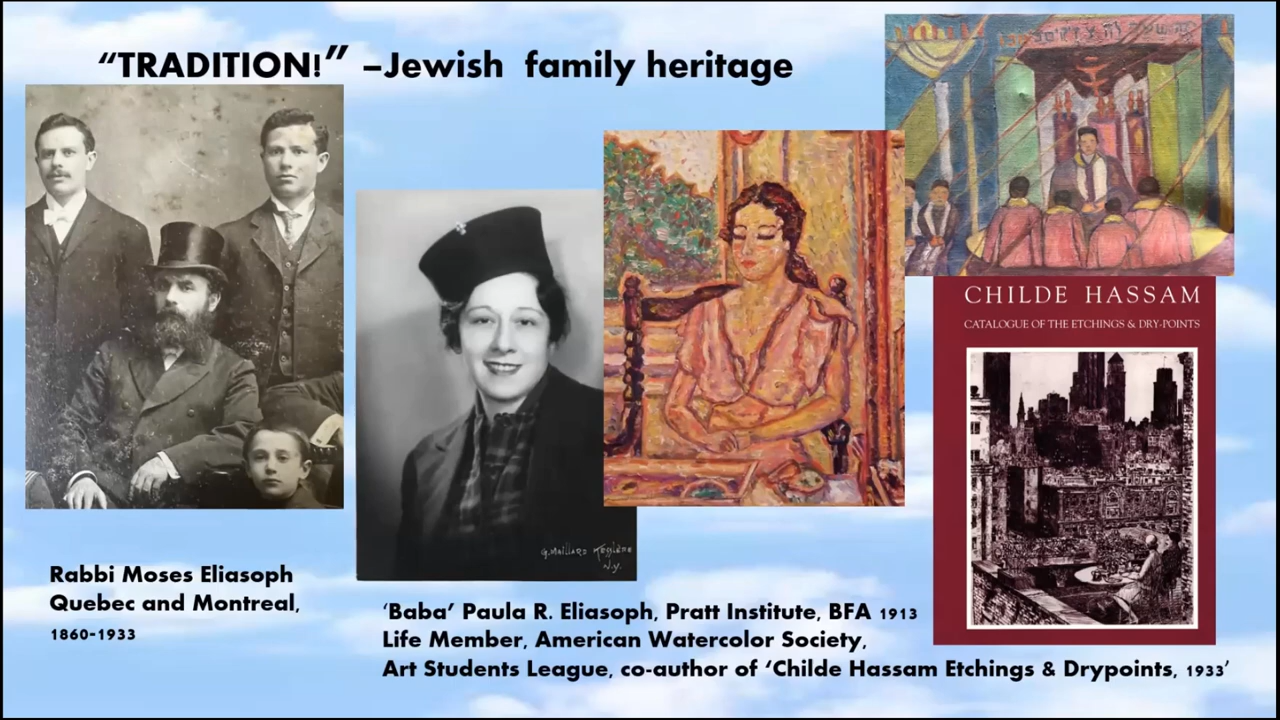 “TRADITION!” –Jewish family heritage
CHILDE HASSAM
CATALOGUE OF THE ETCHINGS & DRY-POINTS
G. Maillard Kesslere
N.Y.
Rabbi Moses Eliasoph
Quebec and Montreal,
1860-1933
‘Baba’ Paula R. Eliasoph, Pratt Institute, BFA 1913
Life Member, American Watercolor Society,
Art Students League, co-author of ‘Childe Hassam Etchings & Drypoints, 1933’